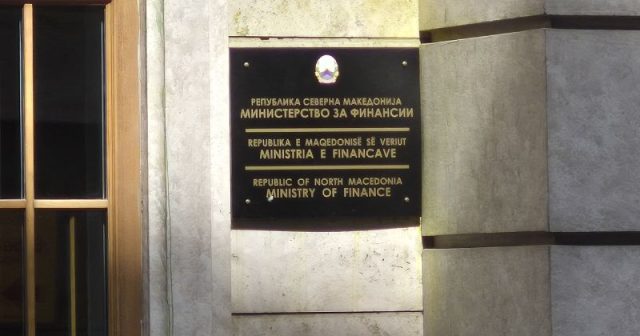 РЕПУБЛИКА СЕВЕРНА МАКЕДОНИЈА
МИНИСТЕРСТВО ЗА ФИНАНСИИ
REPUBLIKA E MAQEDONISË SË VERIUT
MINISTRIA E FINANCAVE
REPUBLIC OF NORTH MACEDONIA
MINISTRY OF FINANCE